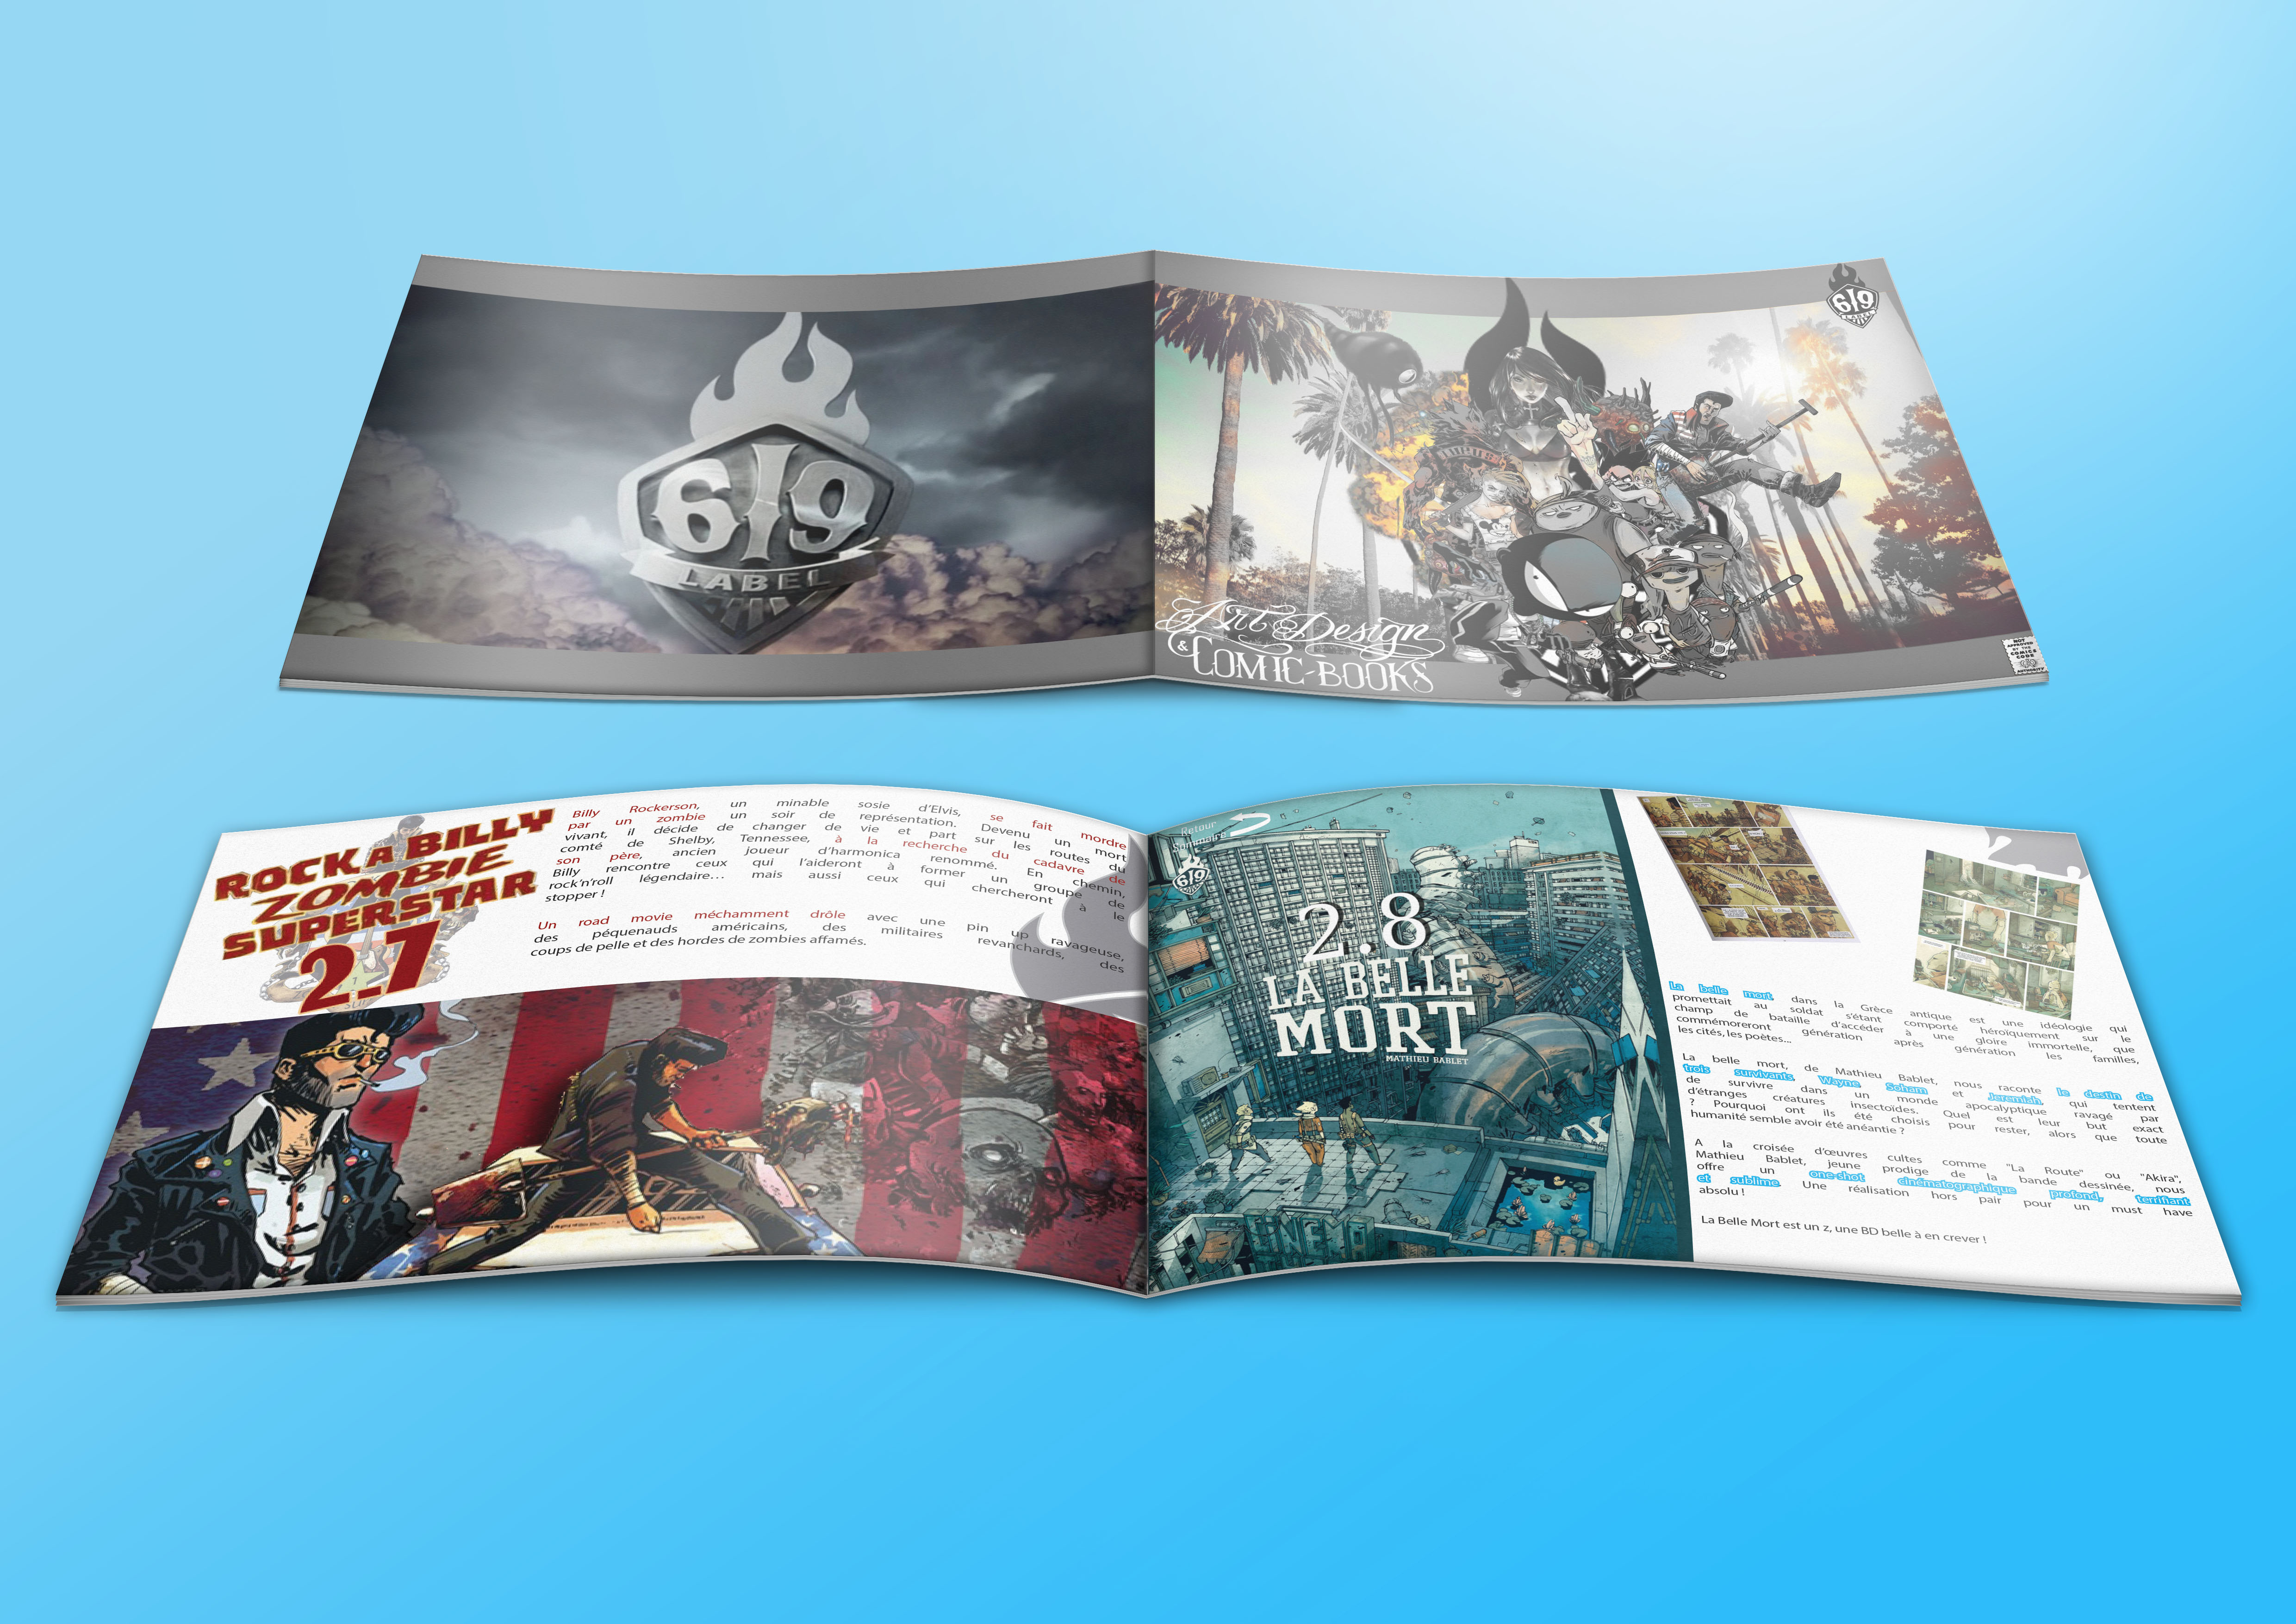 619
LABEL
619
LABEL
Art Design
& COMIC-BOOKS
NOT
APPROVED
BY THE
COMICS
CODE
AUTHORITY
ROCK A BILLY
ZOMBIE
SUPERSTAR
2.7
Billy Rockerson, un minable sosie d'Elvis, se fait mordre
par un zombie un soir de représentation. Devenu un mort
vivant, il décide de changer de vie et part sur les routes du
comté de Shelby, Tennessee, à la recherche du cadavre de
son père, ancien joueur d'harmonica renommé. En chemin,
Billy rencontre ceux qui l'aideront à former un groupe de
rock'n'roll légendaire… mais aussi ceux qui chercheront à le
stopper !
Un road movie méchamment drôle avec une pin up ravageuse,
des péquenauds américains, des militaires revanchards, des
coups de pelle et des hordes de zombies affamés.
Retour
Sommaire
619
2.8
LA BELLE
MORT
MATHIEU BABLET
La belle mort dans la Grèce antique est une idéologie qui
promettait au soldat s'étant comporté héroïquement sur le
champ de bataille d'accéder à une gloire immortelle, que
commémoreront génération après génération les familles,
les cités, les poètes...
La belle mort, de Mathieu Bablet, nous raconte le destin de
trois survivants, Wayne, Soham et Jeremiah, qui tentent
de survivre dans un monde apocalyptique ravagé par
d'étranges créatures insectoïdes. Quel est leur but exact
? Pourquoi ont ils été choisis pour rester, alors que toute
humanité semble avoir été anéantie ?
A la croisée d'œuvres cultes comme "La Route" ou "Akira",
Mathieu Bablet, jeune prodige de la bande dessinée, nous
offre un one-shot cinématographique profond, terrifiant
et sublime. Une réalisation hors pair pour un must have
absolu !
La Belle Mort est un z, une BD belle à en crever !